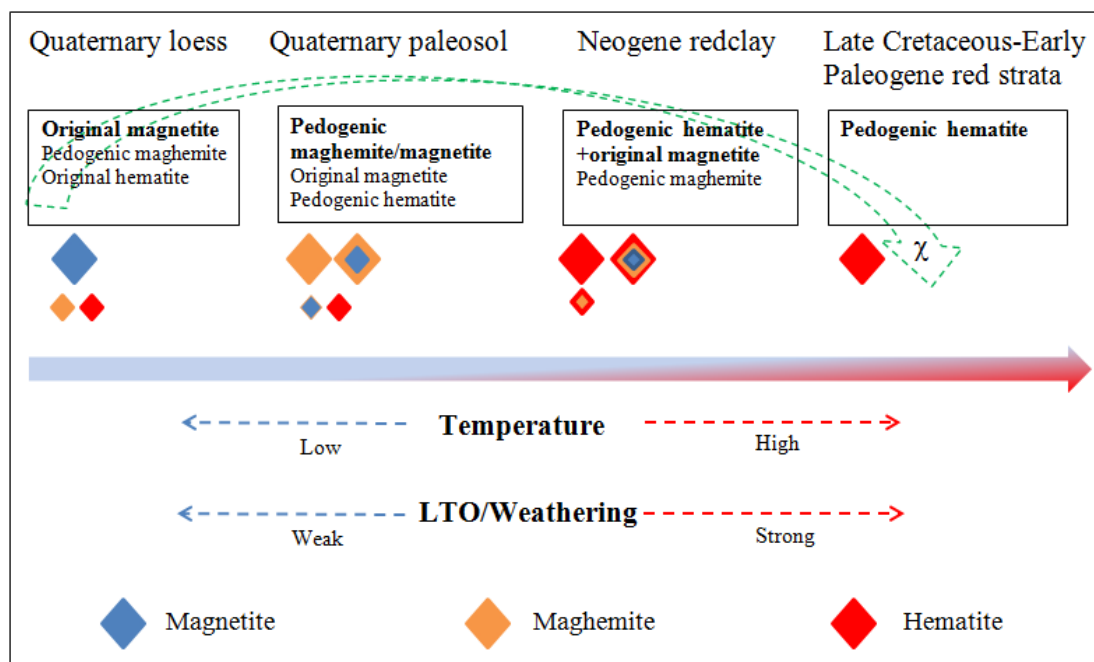 Quaternary loess
Quaternary paleosol
Neogene redclay
Late Cretaceous-Early
Paleogene red strata
Original magnetite
Pedogenic maghemite
Original hematite
Pedogenic
maghemite/magnetite
Original magnetite
Pedogenic hematite
Pedogenic hematite
+original magnetite
Pedogenic maghemite
Pedogenic hematite
χ
Temperature
Low
High
LTO/Weathering
Weak
Strong
Magnetite
Maghemite
Hematite